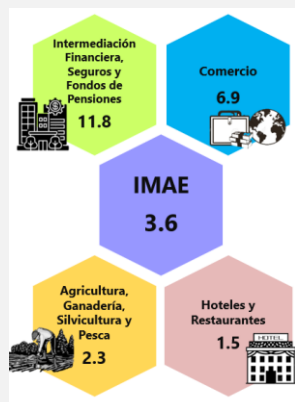 Intermediación
Financiera,
Seguros y
Fondos de
Pensiones
11.8
Comercio
6.9
IMAE
3.6
Agricultura,
Ganadería,
Silvicultura y
Pesca
2.3
Hoteles y
Restaurantes
1.5
HOTEL